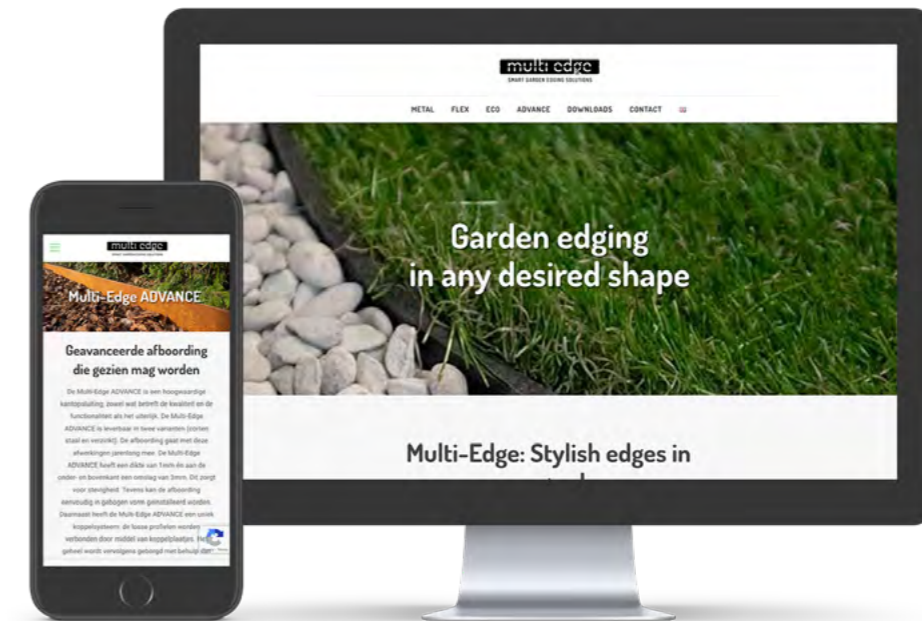 multi edge
SMART GARDEN EDGING SOLUTIONS
METAL FLEX ECO ADVANCE DOWNLOADS CONTACT
Garden edging
in any desired shape
Multi-Edge: Stylish edges in
multi edge
Multi-Edge ADVANCE
Geavanceerde afboording
die gezien mag worden
De Multi-Edge ADVANCE is een hoogwaardige
kantopsluiting, zowel wat betreft de kwaliteit en de
functionaliteit als het uiterlijk. De Multi-Edge
ADVANCE is leverbaar in twee varianten (corten
staal en verzinkt). De afboording gaat met deze
afwerkingen jarenlang mee. De Multi-Edge
ADVANCE heeft een dikte van 1mm én aan de
onder- en bovenkant een omslag van 3mm. Dit zorgt
voor stevigheid. Tevens kan de afboording
eenvoudig in gebogen vorm geïnstalleerd worden.
Daarnaast heeft de Multi-Edge ADVANCE een uniek
koppelsysteem: de losse profielen worden
verbonden door middel van koppelplaatjes. Het
geheel wordt vervolgens geborgd met behulp